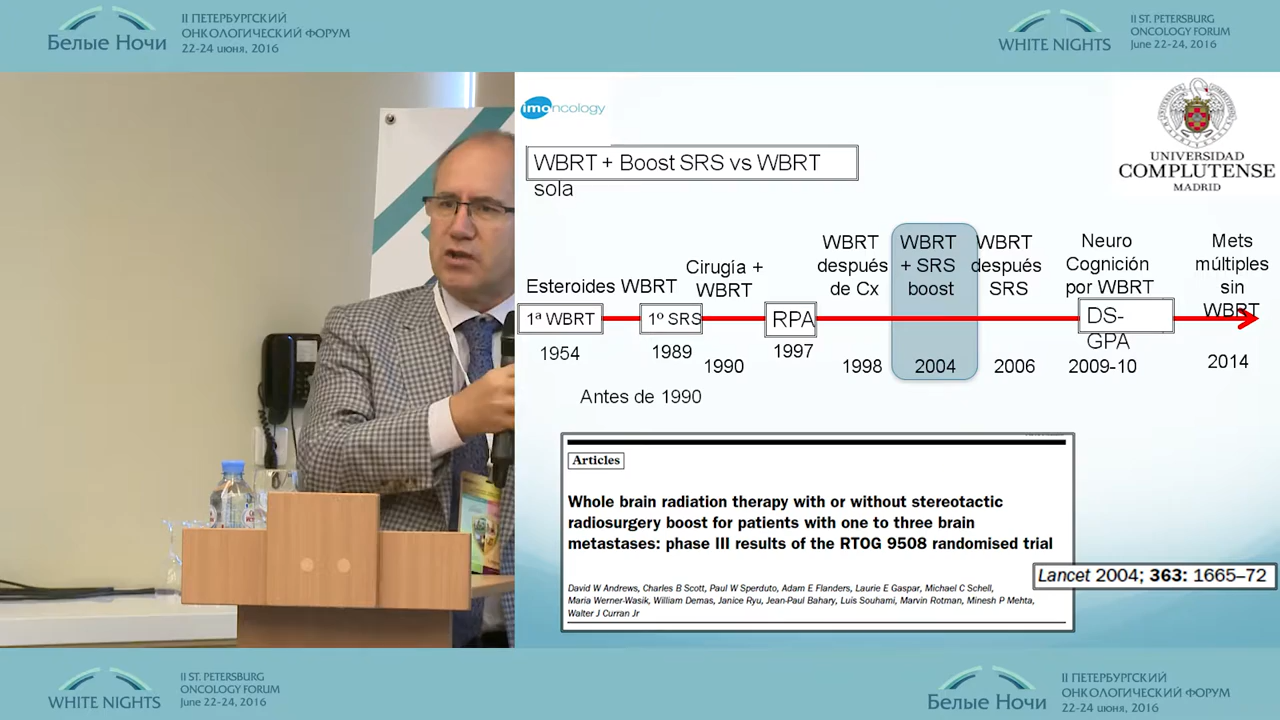 II ПЕТЕРБУРГСКИЙ
ОНКОЛОГИЧЕСКИЙ ФОРУМ
Белые Ночи
22-24 июня, 2016
II ST. PETERSBURG
ONCOLOGY FORUM
WHITE NIGHTS
June 22-24, 2016
imoncology
UNIVERSIDAD
COMPLUTENSE
MADRID
WBRT + Boost SRS vs WBRT
sola
Esteroides WBRT
Cirugía +
WBRT
WBRT
después
de Cx
WBRT
+ SRS
boost
WBRT
después
SRS
Neuro
Cognición
por WBRT
Mets
múltiples
sin
WBRT
1ª WBRT
1º SRS
RPA
DS-
GPA
1954
1989
1990
1997
1998
2004
2006
2009-10
2014
Antes de 1990
Articles
Whole brain radiation therapy with or without stereotactic
radiosurgery boost for patients with one to three brain
metastases: phase III results of the RTOG 9508 randomised trial
Lancet 2004; 363: 1665–72
David W Andrews, Charles B Scott, Paul W Sperduto, Adam E Flanders, Laurie E Gaspar, Michael C Schell,
Maria Werner-Wasik, William Demas, Janice Ryu, Jean-Paul Bahary, Luis Souhami, Marvin Rotman, Minesh P Mehta,
Walter J Curran Jr
WHITE NIGHTS
II ST. PETERSBURG
ONCOLOGY FORUM
June 22-24, 2016
Белые Ночи
II ПЕТЕРБУРГСКИЙ
ОНКОЛОГИЧЕСКИЙ ФОРУМ
22-24 июня, 2016